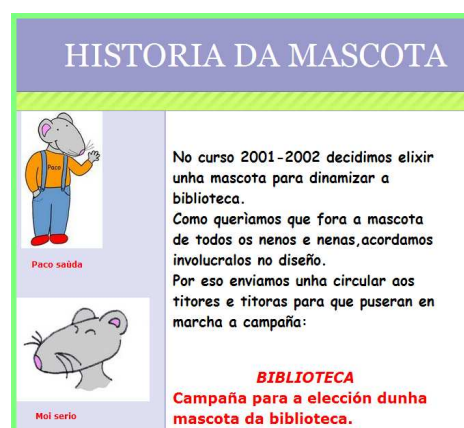 HISTORIA DA MASCOTA
Paco
Paco saúda
Moi serio
No curso 2001-2002 decidimos elixir
unha mascota para dinamizar a
biblioteca.
Como querìamos que fora a mascota
de todos os nenos e nenas,acordamos
involucralos no diseño.
Por eso enviamos unha circular aos
titores e titoras para que puseran en
marcha a campaña:
BIBLIOTECA
Campaña para a elección dunha
mascota da biblioteca.